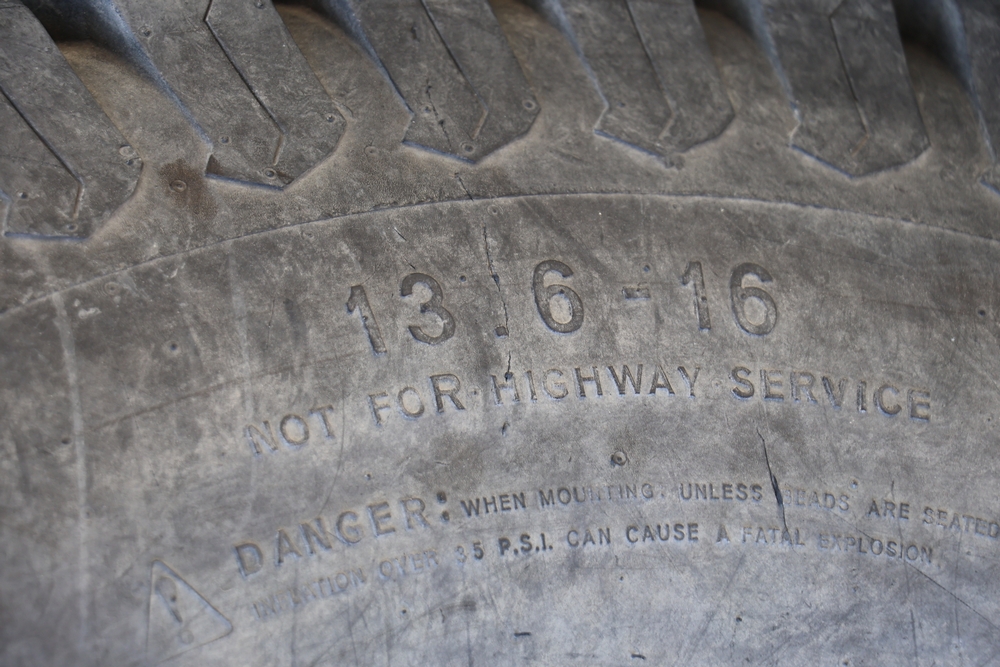 13.6-16
NOT FOR HIGHWAY SERVICE
DANGER: WHEN MOUNTING UNLESS BEADS ARE SEATED
INFLATION OVER 35 P.S.I. CAN CAUSE A FATAL EXPLOSION.